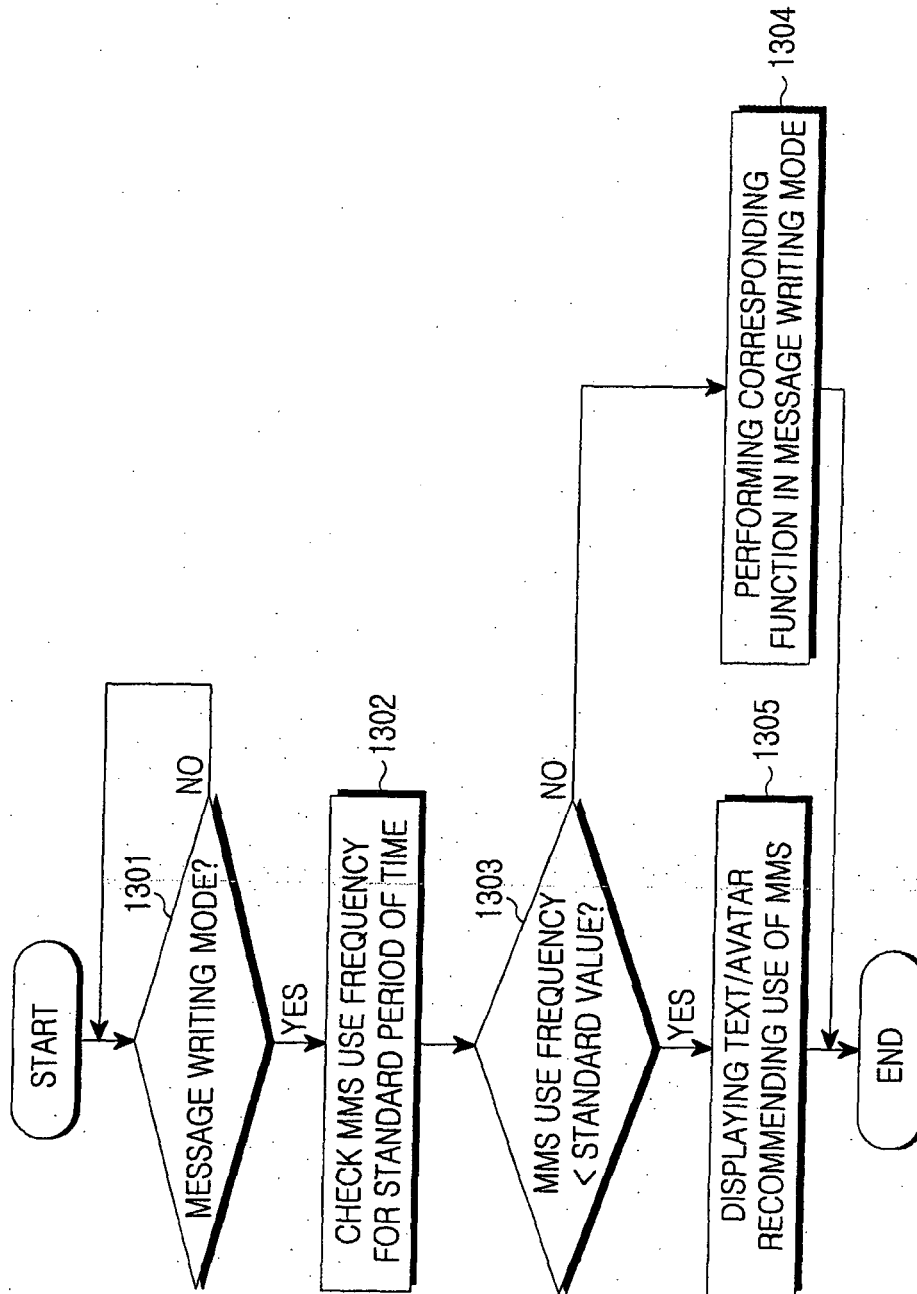 START
1301
MESSAGE WRITING MODE?
NO
YES
CHECK MMS USE FREQUENCY
FOR STANDARD PERIOD OF TIME
1302
1303
MMS USE FREQUENCY
< STANDARD VALUE?
NO
YES
DISPLAYING TEXT/AVATAR
RECOMMENDING USE OF MMS
1305
PERFORMING CORRESPONDING
FUNCTION IN MESSAGE WRITING MODE
1304
END